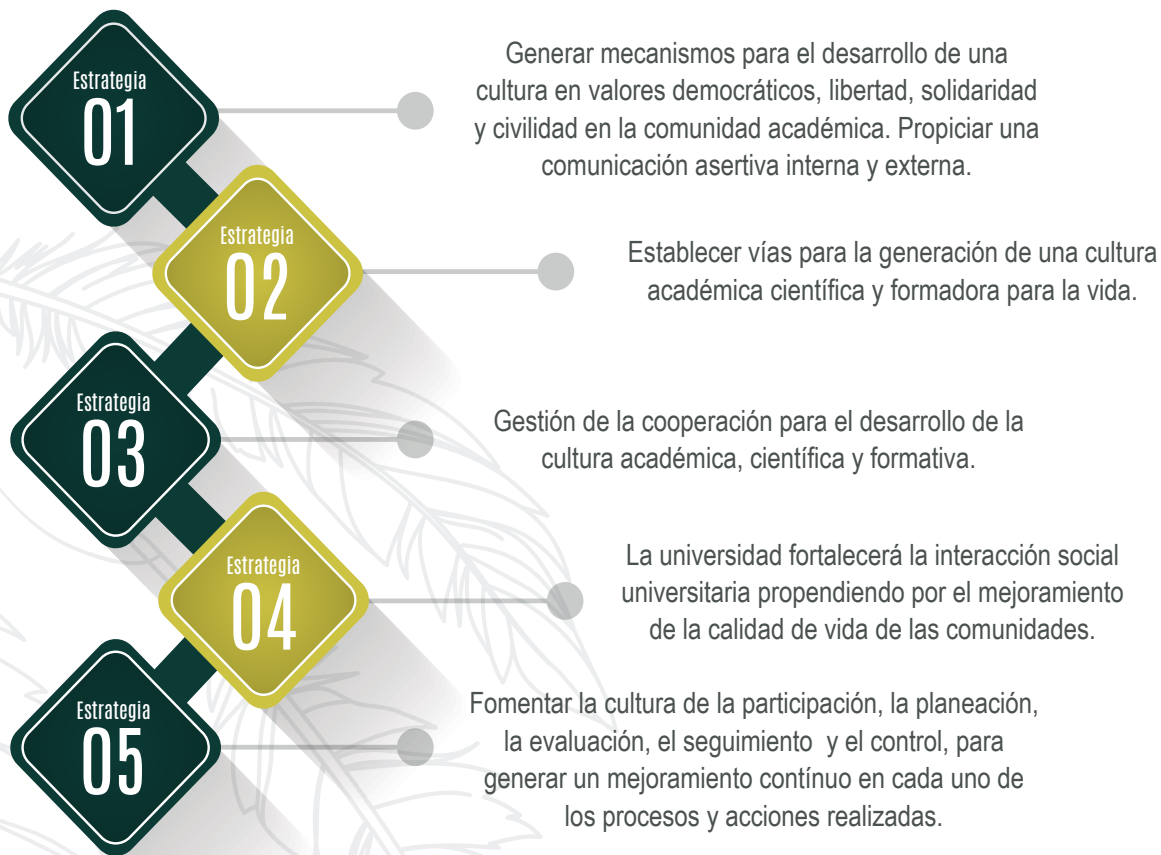 Estrategia
01
Generar mecanismos para el desarrollo de una
cultura en valores democráticos, libertad, solidaridad
y civilidad en la comunidad académica. Propiciar una
comunicación asertiva interna y externa.
Estrategia
02
Establecer vías para la generación de una cultura
académica científica y formadora para la vida.
Estrategia
03
Gestión de la cooperación para el desarrollo de la
cultura académica, científica y formativa.
Estrategia
04
La universidad fortalecerá la interacción social
universitaria propendiendo por el mejoramiento
de la calidad de vida de las comunidades.
Estrategia
05
Fomentar la cultura de la participación, la planeación,
la evaluación, el seguimiento y el control, para
generar un mejoramiento contínuo en cada uno de
los procesos y acciones realizadas.